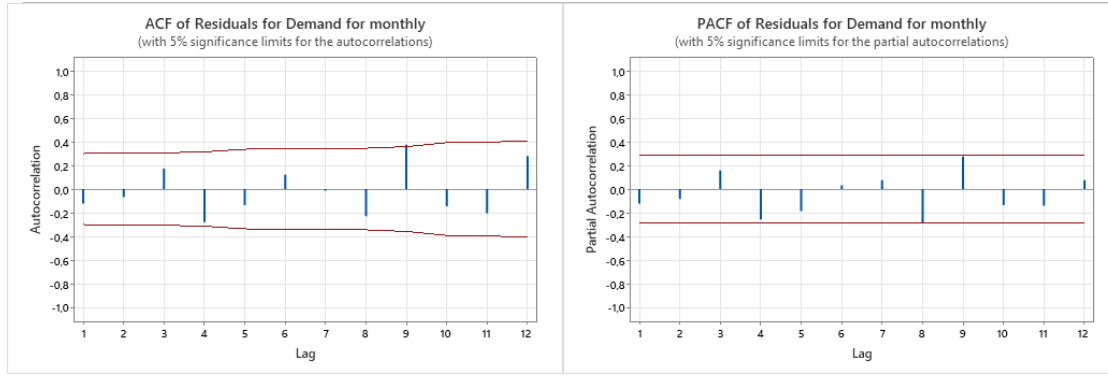 ACF of Residuals for Demand for monthly
(with 5% significance limits for the autocorrelations)
1,0
0,8
0,6
0,4
0,2
0,0
-0,2
-0,4
-0,6
-0,8
-1,0
Autocorrelation
1 2 3 4 5 6 7 8 9 10 11 12
Lag
PACF of Residuals for Demand for monthly
(with 5% significance limits for the partial autocorrelations)
1,0
0,8
0,6
0,4
0,2
0,0
-0,2
-0,4
-0,6
-0,8
-1,0
Partial Autocorrelation
1 2 3 4 5 6 7 8 9 10 11 12
Lag